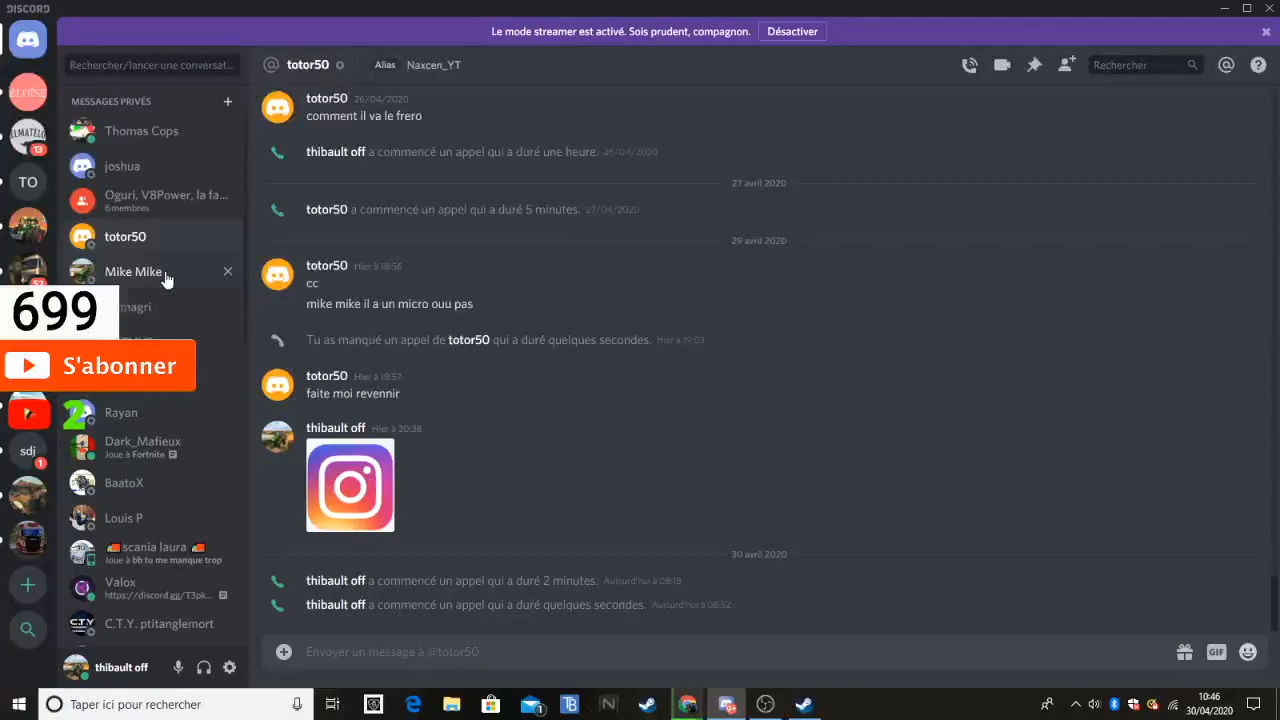 DISCORD
Le mode streamer est activé. Sois prudent, compagnon. Désactiver
Rechercher/lancer une conversat...
totor50 Alias Naxcen_YT
Rechercher
MESSAGES PRIVÉS
Thomas Cops
joshua
Oguri, V8Power, la fa...
6 membres
totor50
Mike Mike
magri
Rayan
Dark_Mafieux
Joue à Fortnite
BaatoX
Louis P
scania laura
Joue à bb tu me manque trop
Valox
https://discord.gg/T3pk...
C.T.Y. ptitanglemort
thibault off
13
TO
52
sdj
1
699
S'abonner
2
totor50 26/04/2020
comment il va le frero
thibault off a commencé un appel qui a duré une heure. 26/04/2020
27 avril 2020
totor50 a commencé un appel qui a duré 5 minutes. 27/04/2020
29 avril 2020
totor50 Hier à 18:56
cc
mike mike il a un micro ouu pas
Tu as manqué un appel de totor50 qui a duré quelques secondes. Hier à 19:03
totor50 Hier à 19:57
faite moi revennir
thibault off Hier à 20:38
30 avril 2020
thibault off a commencé un appel qui a duré 2 minutes. Aujourd'hui à 08:18
thibault off a commencé un appel qui a duré quelques secondes. Aujourd'hui à 08:52
Envoyer un message à @totor50
GIF
Taper ici pour rechercher
10:46
30/04/2020